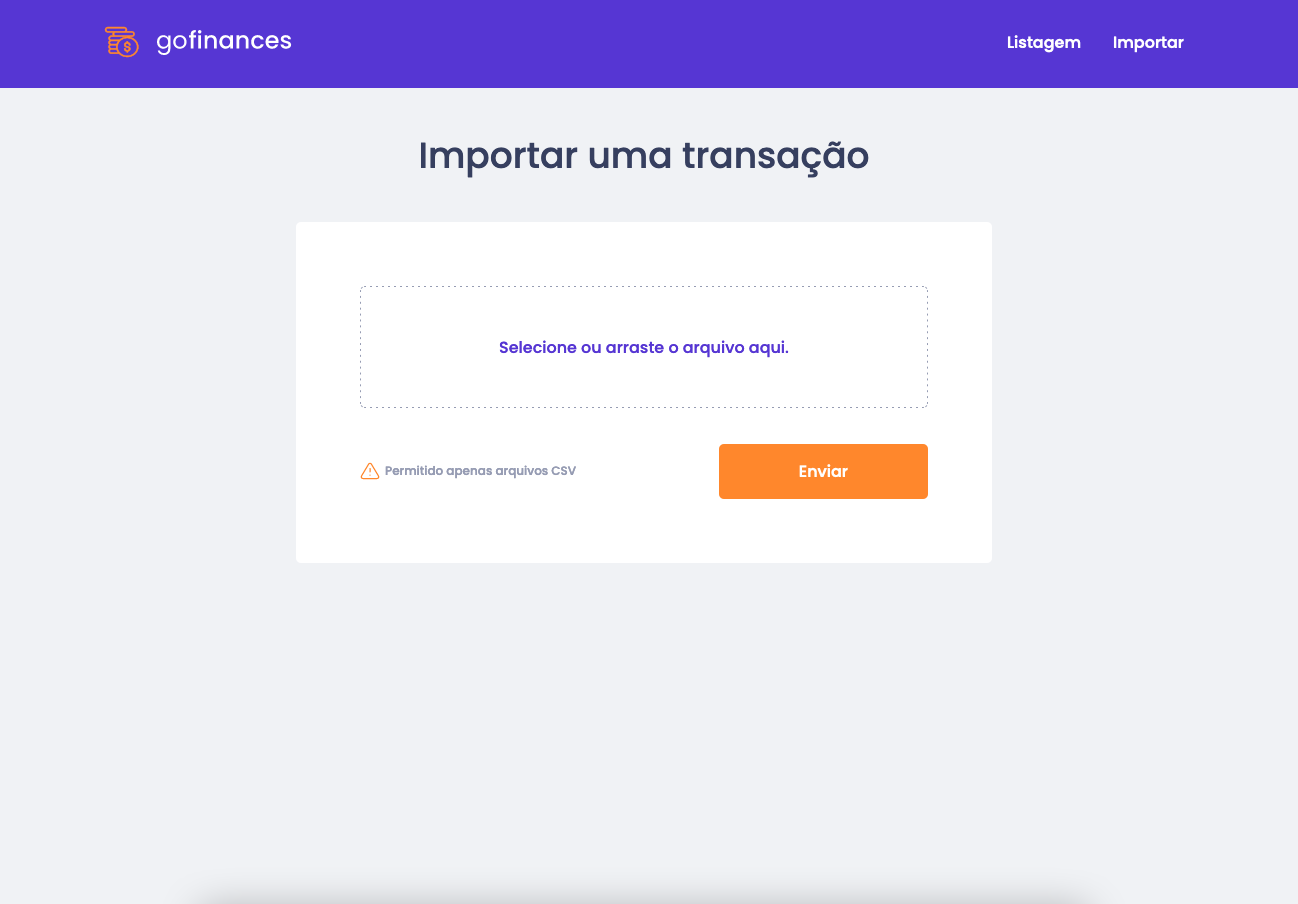 gofinances
Listagem
Importar
Importar uma transação
Selecione ou arraste o arquivo aqui.
Permitido apenas arquivos CSV
Enviar